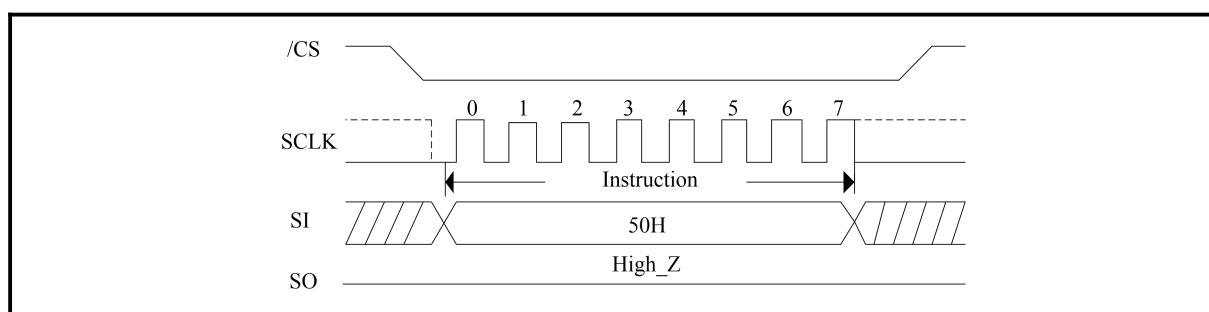 /CS
0 1 2 3 4 5 6 7
SCLK
Instruction
SI
50H
High_Z
SO